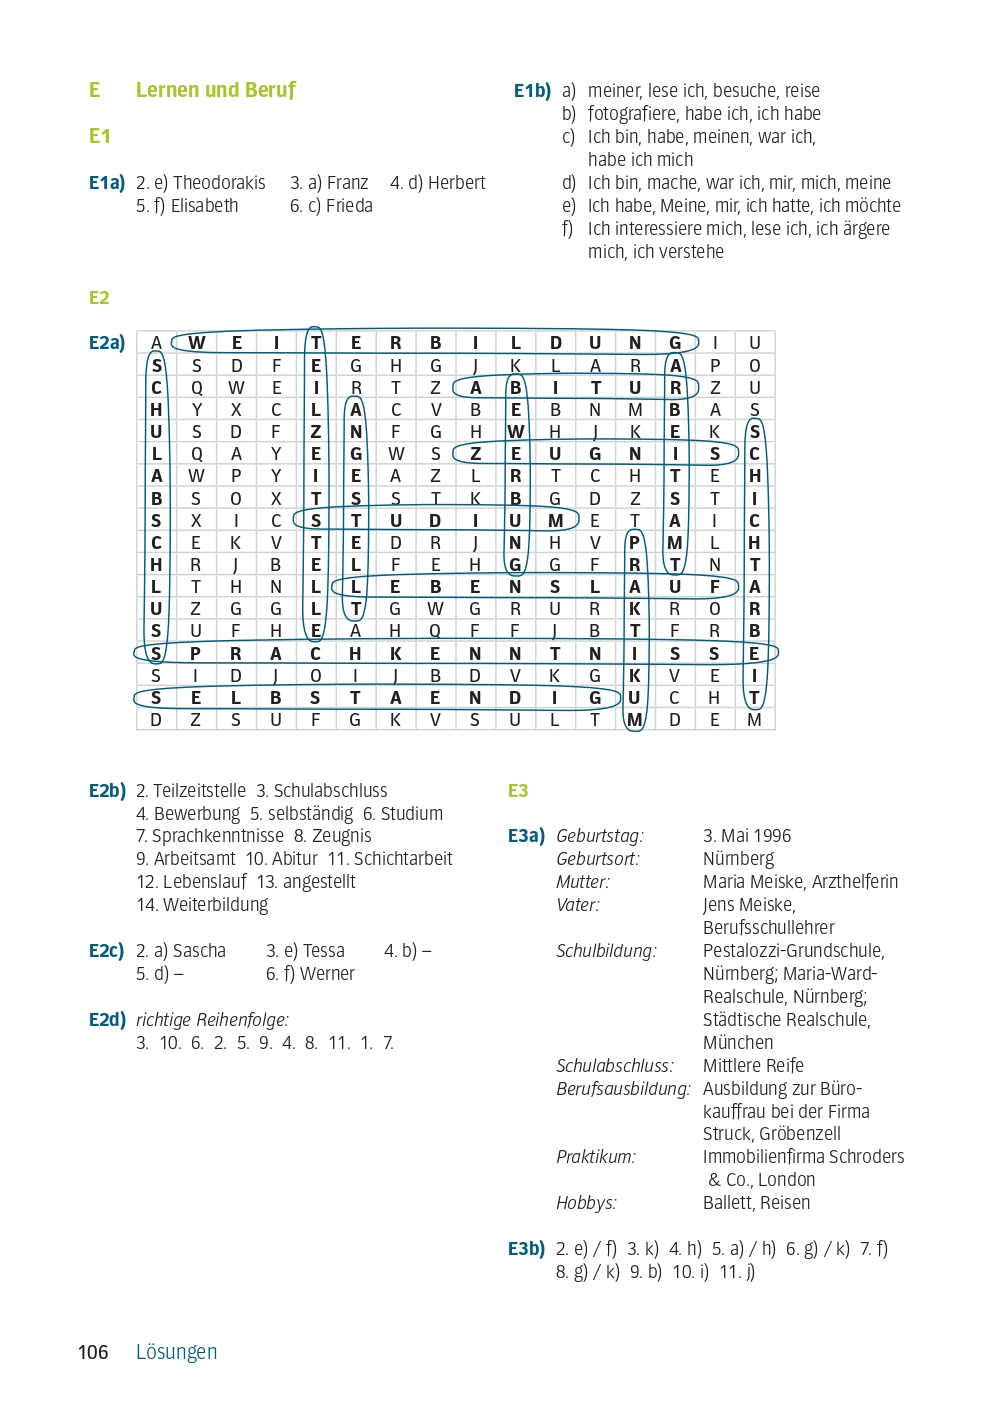 E Lernen und Beruf
E1
E1a) 2. e) Theodorakis 3. a) Franz 4. d) Herbert
5. f) Elisabeth 6. c) Frieda
E1b) a) meiner, lese ich, besuche, reise
b) fotografiere, habe ich, ich habe
c) Ich bin, habe, meinen, war ich,
habe ich mich
d) Ich bin, mache, war ich, mir, mich, meine
e) Ich habe, Meine, mir, ich hatte, ich möchte
f) Ich interessiere mich, lese ich, ich ärgere
mich, ich verstehe
E2
E2a) A W E I T E R B I L D U N G I U
S S D F E G H G J K L A R A P O
C Q W E I R T Z A B I T U R Z U
H Y X C L A C V B E B N M B A S
U S D F Z N F G H W H J K E K S
L Q A Y E G W S Z E U G N I S C
A W P Y I E A Z L R T C H T E H
B S O X T S S T K B G D Z S T I
S X I C S T U D I U M E T A I C
C E K V T E D R J N H V P M L H
H R J B E L F E H G G F R T N T
L T H N L L E B E N S L A U F A
U Z G G L T G W G R U R K R O R
S U F H E A H Q F F J B T F R B
S P R A C H K E N N T N I S S E
S I D J O I J B D V K G K V E I
S E L B S T A E N D I G U C H T
D Z S U F G K V S U L T M D E M
E2b) 2. Teilzeitstelle 3. Schulabschluss
4. Bewerbung 5. selbständig 6. Studium
7. Sprachkenntnisse 8. Zeugnis
9. Arbeitsamt 10. Abitur 11. Schichtarbeit
12. Lebenslauf 13. angestellt
14. Weiterbildung
E2c) 2. a) Sascha 3. e) Tessa 4. b) –
5. d) – 6. f) Werner
E2d) richtige Reihenfolge:
3. 10. 6. 2. 5. 9. 4. 8. 11. 1. 7.
E3
E3a) Geburtstag: 3. Mai 1996
Geburtsort: Nürnberg
Mutter: Maria Meiske, Arzthelferin
Vater: Jens Meiske,
Berufsschullehrer
Schulbildung: Pestalozzi-Grundschule,
Nürnberg; Maria-Ward-
Realschule, Nürnberg;
Städtische Realschule,
München
Schulabschluss: Mittlere Reife
Berufsausbildung: Ausbildung zur Büro-
kauffrau bei der Firma
Struck, Gröbenzell
Praktikum: Immobilienfirma Schroders
& Co., London
Hobbys: Ballett, Reisen
E3b) 2. e) / f) 3. k) 4. h) 5. a) / h) 6. g) / k) 7. f)
8. g) / k) 9. b) 10. i) 11. j)
106 Lösungen